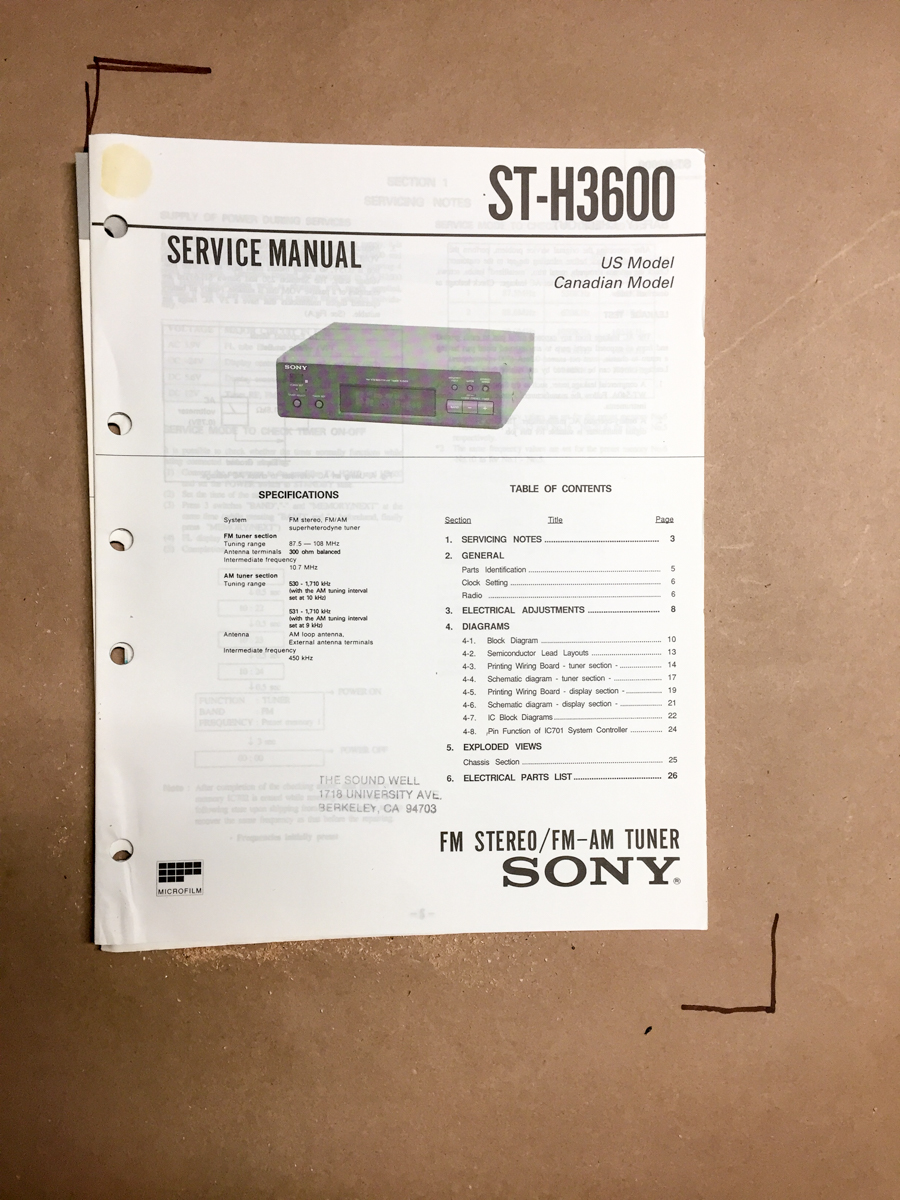 ST-H3600
SERVICE MANUAL
US Model
Canadian Model
SONY
SPECIFICATIONS
System FM stereo, FM/AM
superheterodyne tuner
FM tuner section
Tuning range 87.5 — 108 MHz
Antenna terminals 300 ohm balanced
Intermediate frequency
10.7 MHz
AM tuner section
Tuning range 530 - 1,710 kHz
(with the AM tuning interval
set at 10 kHz)
531 - 1,710 kHz
(with the AM tuning interval
set at 9 kHz)
Antenna AM loop antenna,
External antenna terminals
Intermediate frequency
450 kHz
TABLE OF CONTENTS
Section Title Page
1. SERVICING NOTES 3
2. GENERAL
Parts Identification 5
Clock Setting 6
Radio 6
3. ELECTRICAL ADJUSTMENTS 8
4. DIAGRAMS
4-1. Block Diagram 10
4-2. Semiconductor Lead Layouts 13
4-3. Printing Wiring Board - tuner section - 14
4-4. Schematic diagram - tuner section - 17
4-5. Printing Wiring Board - display section - 19
4-6. Schematic diagram - display section - 21
4-7. IC Block Diagrams 22
4-8. Pin Function of IC701 System Controller 24
5. EXPLODED VIEWS
Chassis Section 25
6. ELECTRICAL PARTS LIST 26
THE SOUND WELL
1718 UNIVERSITY AVE,
BERKELEY, CA 94703
MICROFILM
FM STEREO/FM-AM TUNER
SONY®